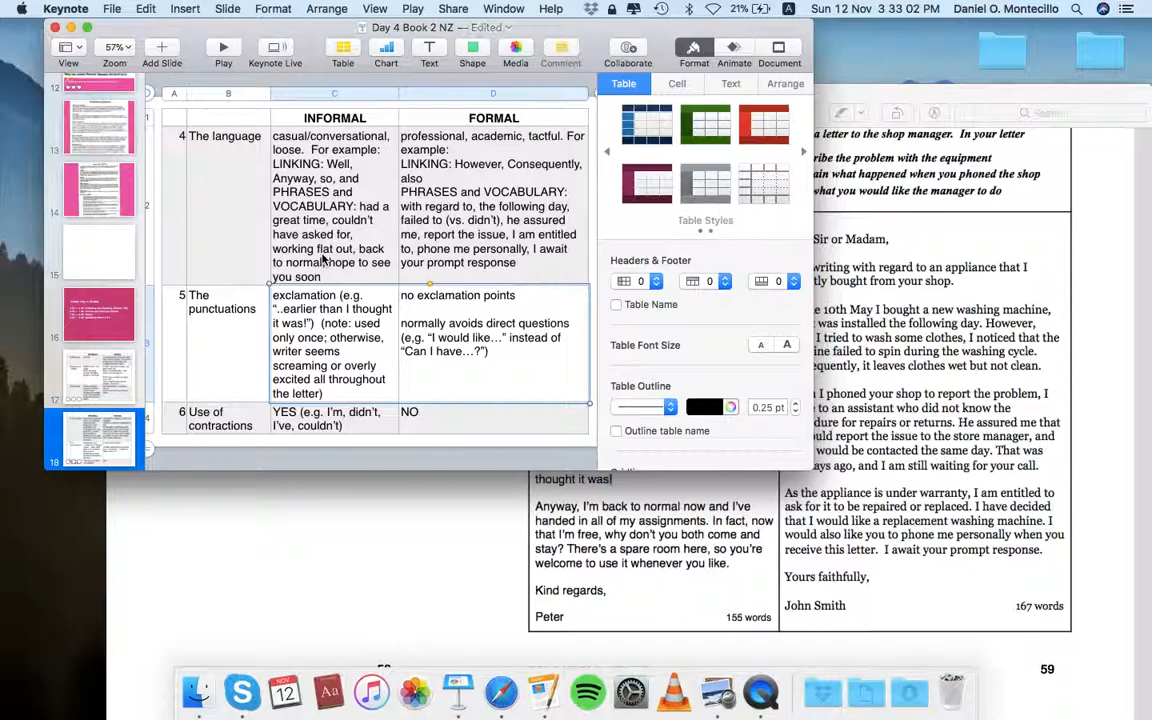 Keynote File Edit Insert Slide Format Arrange View Play Share Window Help 21% A Sun 12 Nov 3 33 02 PM Daniel O. Montecillo
Day 4 Book 2 NZ — Edited
57%
View Zoom Add Slide Play Keynote Live Table Chart Text Shape Media Comment Collaborate Format Animate Document
Table Cell Text Arrange
12
13
14
15
16
17
18
A B C D
1
2
3
4
INFORMAL FORMAL
4 The language
casual/conversational,
loose. For example:
LINKING: Well,
Anyway, so, and
PHRASES and
VOCABULARY: had a
great time, couldn't
have asked for,
working flat out, back
to normal, hope to see
you soon
professional, academic, tactful. For
example:
LINKING: However, Consequently,
also
PHRASES and VOCABULARY:
with regard to, the following day,
failed to (vs. didn't), he assured
me, report the issue, I am entitled
to, phone me personally, I await
your prompt response
5 The
punctuations
exclamation (e.g.
"..earlier than I thought
it was!") (note: used
only once; otherwise,
writer seems
screaming or overly
excited all throughout
the letter)
no exclamation points
normally avoids direct questions
(e.g. "I would like…" instead of
"Can I have…?")
6 Use of
contractions
YES (e.g. I'm, didn't,
I've, couldn't)
NO
Table Styles
Headers & Footer
0 0 0
Table Name
Table Font Size
A A
Table Outline
0.25 pt
Outline table name
Search
a letter to the shop manager. In your letter
ribe the problem with the equipment
ain what happened when you phoned the shop
what you would like the manager to do
Sir or Madam,
writing with regard to an appliance that I
tly bought from your shop.
e 10th May I bought a new washing machine,
was installed the following day. However,
I tried to wash some clothes, I noticed that the
ine failed to spin during the washing cycle.
equently, it leaves clothes wet but not clean.
I phoned your shop to report the problem, I
to an assistant who did not know the
dure for repairs or returns. He assured me that
uld report the issue to the store manager, and
would be contacted the same day. That was
ays ago, and I am still waiting for your call.
As the appliance is under warranty, I am entitled to
ask for it to be repaired or replaced. I have decided
that I would like a replacement washing machine. I
would also like you to phone me personally when you
receive this letter. I await your prompt response.
Yours faithfully,
John Smith 167 words
thought it was!
Anyway, I'm back to normal now and I've
handed in all of my assignments. In fact, now
that I'm free, why don't you both come and
stay? There's a spare room here, so you're
welcome to use it whenever you like.
Kind regards,
Peter 155 words
59
NOV
12
Aa